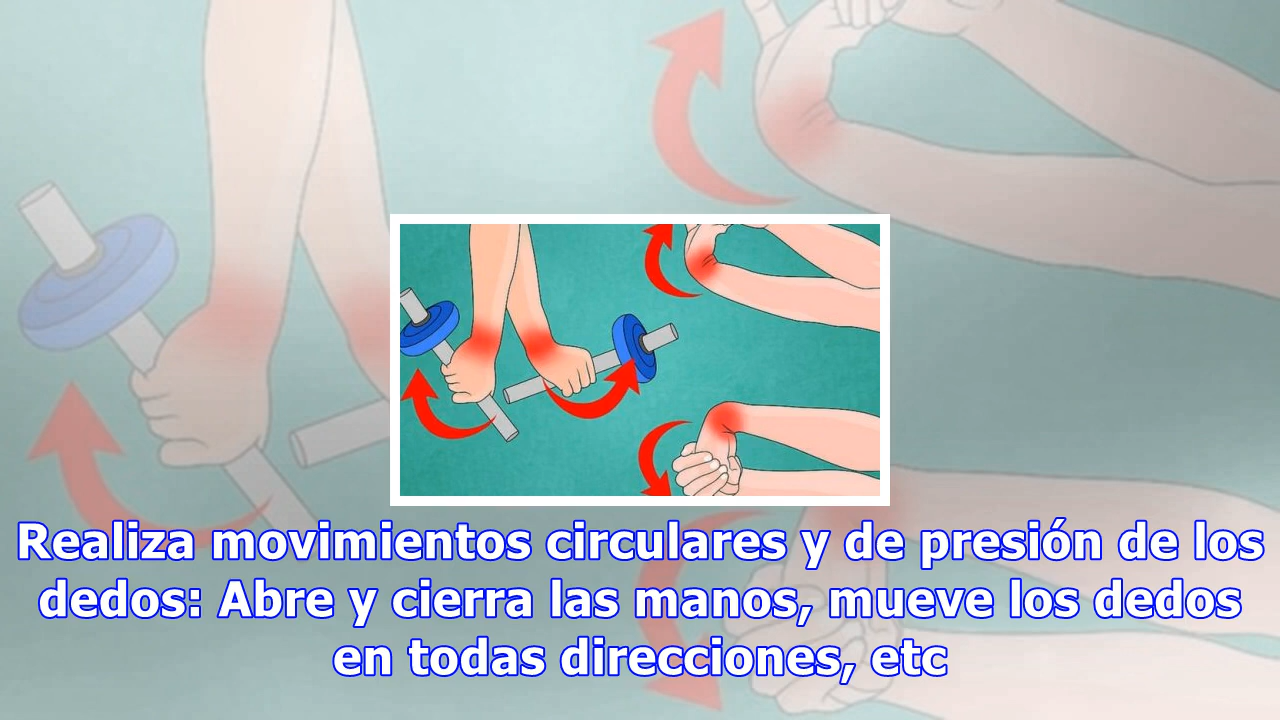 Realiza movimientos circulares y de presión de los
dedos: Abre y cierra las manos, mueve los dedos
en todas direcciones, etc